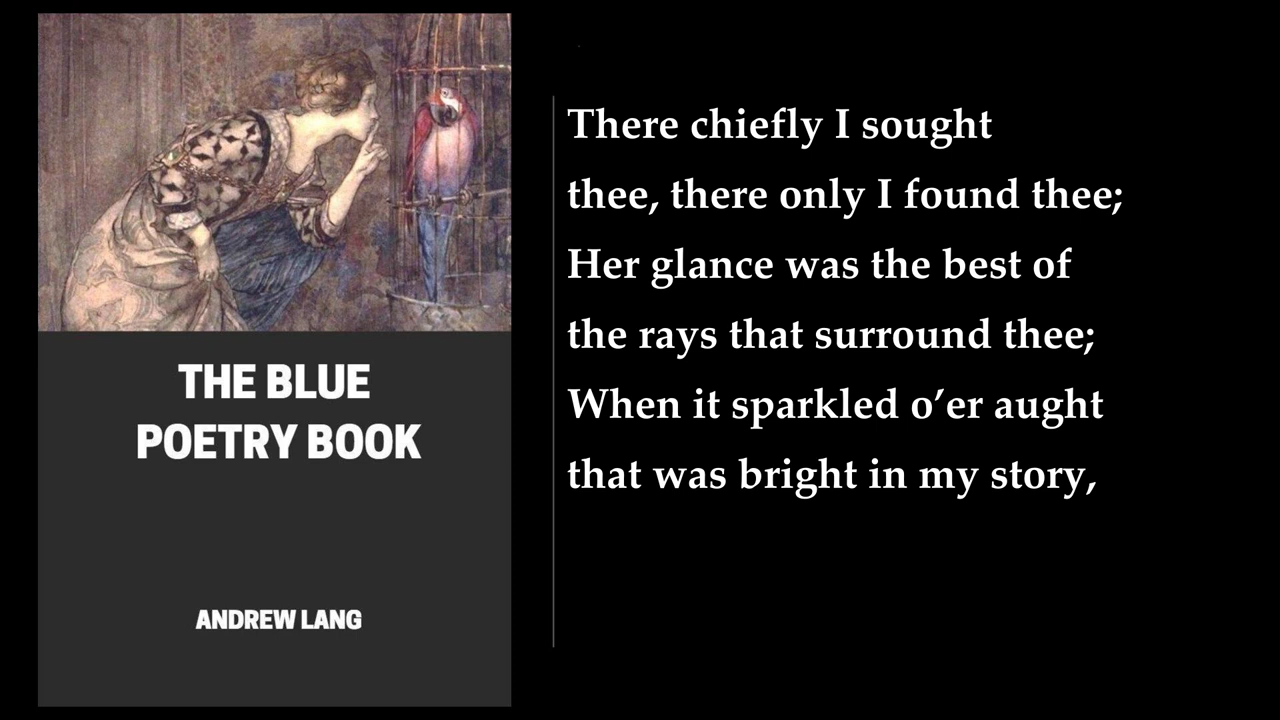 THE BLUE
POETRY BOOK
ANDREW LANG
There chiefly I sought
thee, there only I found thee;
Her glance was the best of
the rays that surround thee;
When it sparkled o’er aught
that was bright in my story,